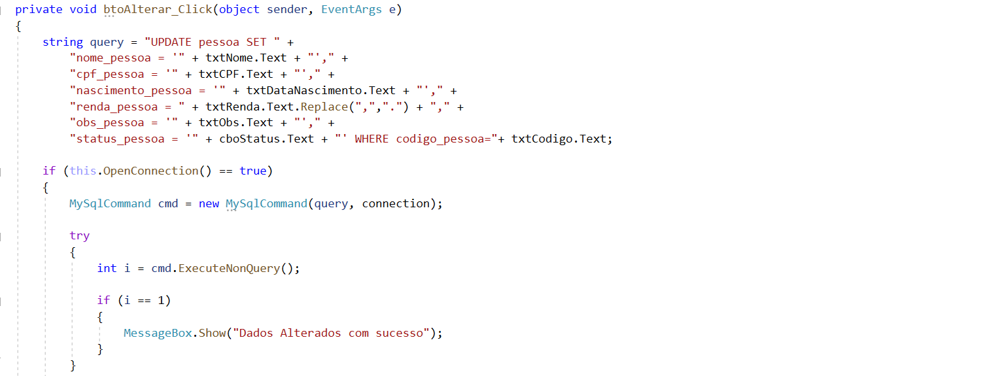 private void btoAlterar_Click(object sender, EventArgs e)
{
    string query = "UPDATE pessoa SET " +
        "nome_pessoa = '" + txtNome.Text + "'," +
        "cpf_pessoa = '" + txtCPF.Text + "'," +
        "nascimento_pessoa = '" + txtDataNascimento.Text + "'," +
        "renda_pessoa = " + txtRenda.Text.Replace(",",".") + "," +
        "obs_pessoa = '" + txtObs.Text + "'," +
        "status_pessoa = '" + cboStatus.Text + "' WHERE codigo_pessoa="+ txtCodigo.Text;
    if (this.OpenConnection() == true)
    {
        MySqlCommand cmd = new MySqlCommand(query, connection);
        try
        {
            int i = cmd.ExecuteNonQuery();
            if (i == 1)
            {
                MessageBox.Show("Dados Alterados com sucesso");
            }
        }